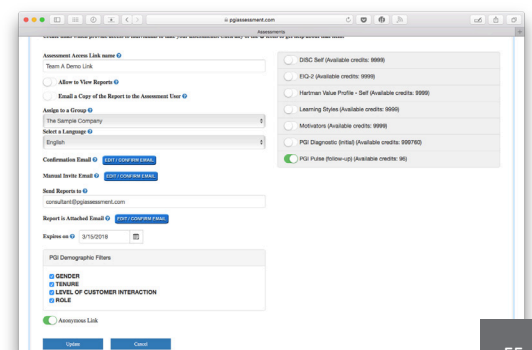 pgiassessment.com
Assessments
Assessment Access Link name
Team A Demo Link
Allow to View Reports
Email a Copy of the Report to the Assessment User
Assign to a Group
The Sample Company
Select a Language
English
Confirmation Email EDIT / CONFIRM EMAIL
Manual Invite Email EDIT / CONFIRM EMAIL
Send Reports to
consultant@pgiassessment.com
Report is Attached Email EDIT / CONFIRM EMAIL
Expires on 3/15/2018
PGI Demographic Filters
GENDER
TENURE
LEVEL OF CUSTOMER INTERACTION
ROLE
Anonymous Link
Update Cancel
DISC Self (Available credits: 9999)
EIQ-2 (Available credits: 9999)
Hartman Value Profile - Self (Available credits: 9999)
Learning Styles (Available credits: 9999)
Motivators (Available credits: 9999)
PGI Diagnostic (initial) (Available credits: 999760)
PGI Pulse (follow-up) (Available credits: 96)